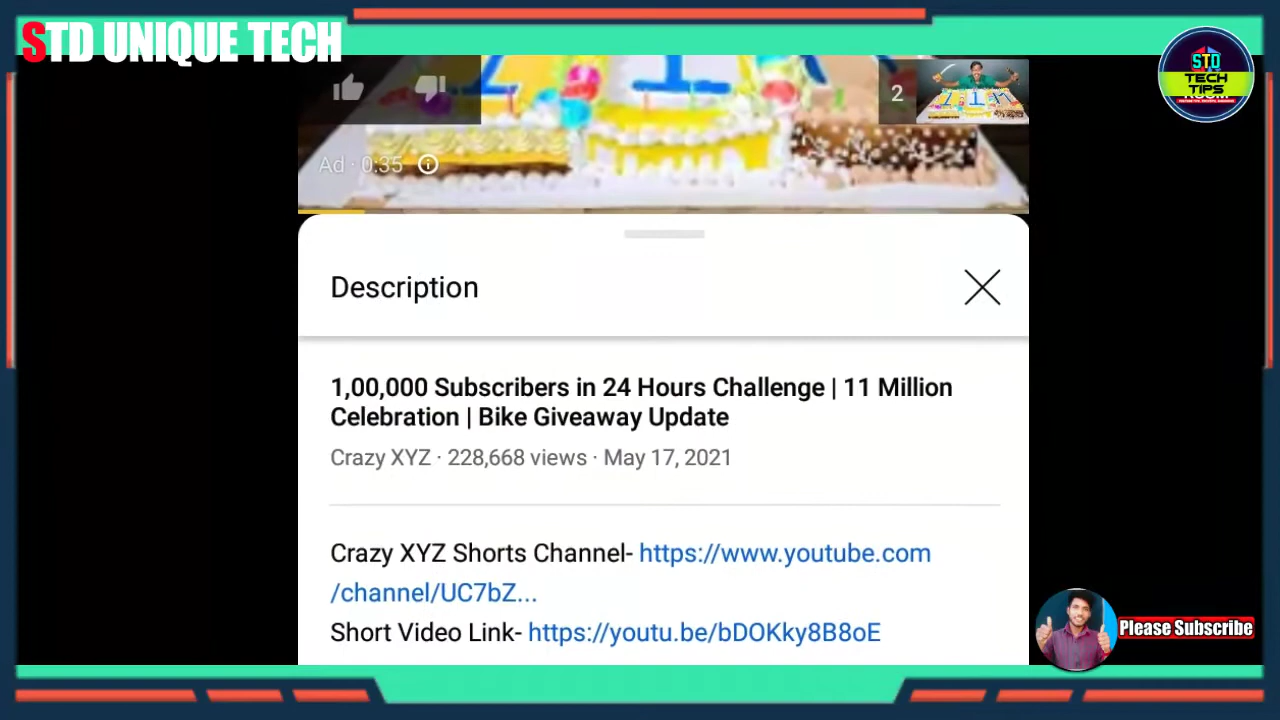 STD UNIQUE TECH
STD
TECH
TIPS
2
Ad · 0:35
Description
1,00,000 Subscribers in 24 Hours Challenge | 11 Million
Celebration | Bike Giveaway Update
Crazy XYZ · 228,668 views · May 17, 2021
Crazy XYZ Shorts Channel- https://www.youtube.com
/channel/UC7bZ...
Short Video Link- https://youtu.be/bDOKky8B8oE
Please Subscribe